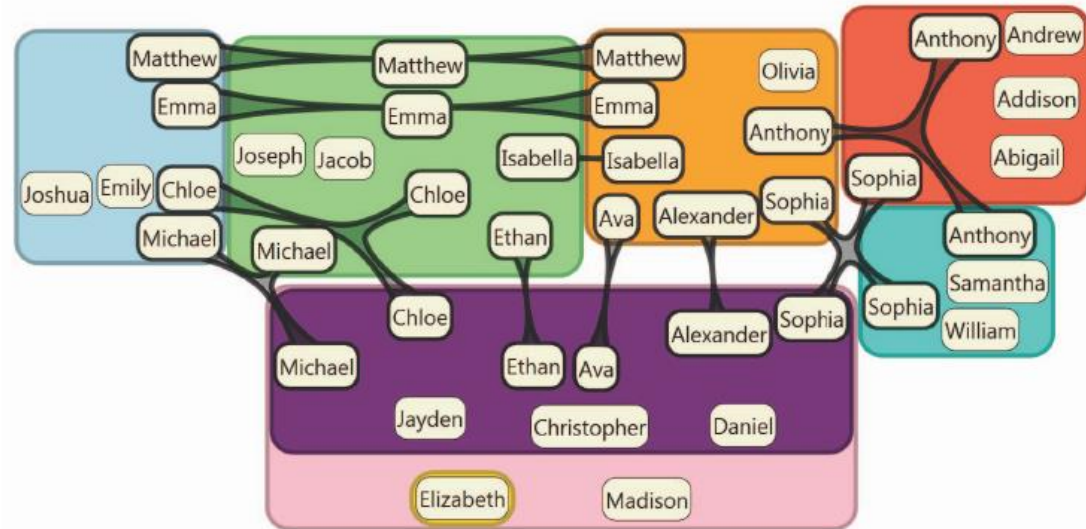 Matthew
Matthew
Matthew
Olivia
Anthony
Andrew
Emma
Emma
Emma
Addison
Anthony
Joseph
Jacob
Isabella
Isabella
Abigail
Joshua
Emily
Chloe
Chloe
Sophia
Sophia
Michael
Michael
Ethan
Ava
Alexander
Anthony
Samantha
Chloe
Sophia
Sophia
William
Michael
Ethan
Ava
Alexander
Jayden
Christopher
Daniel
Elizabeth
Madison